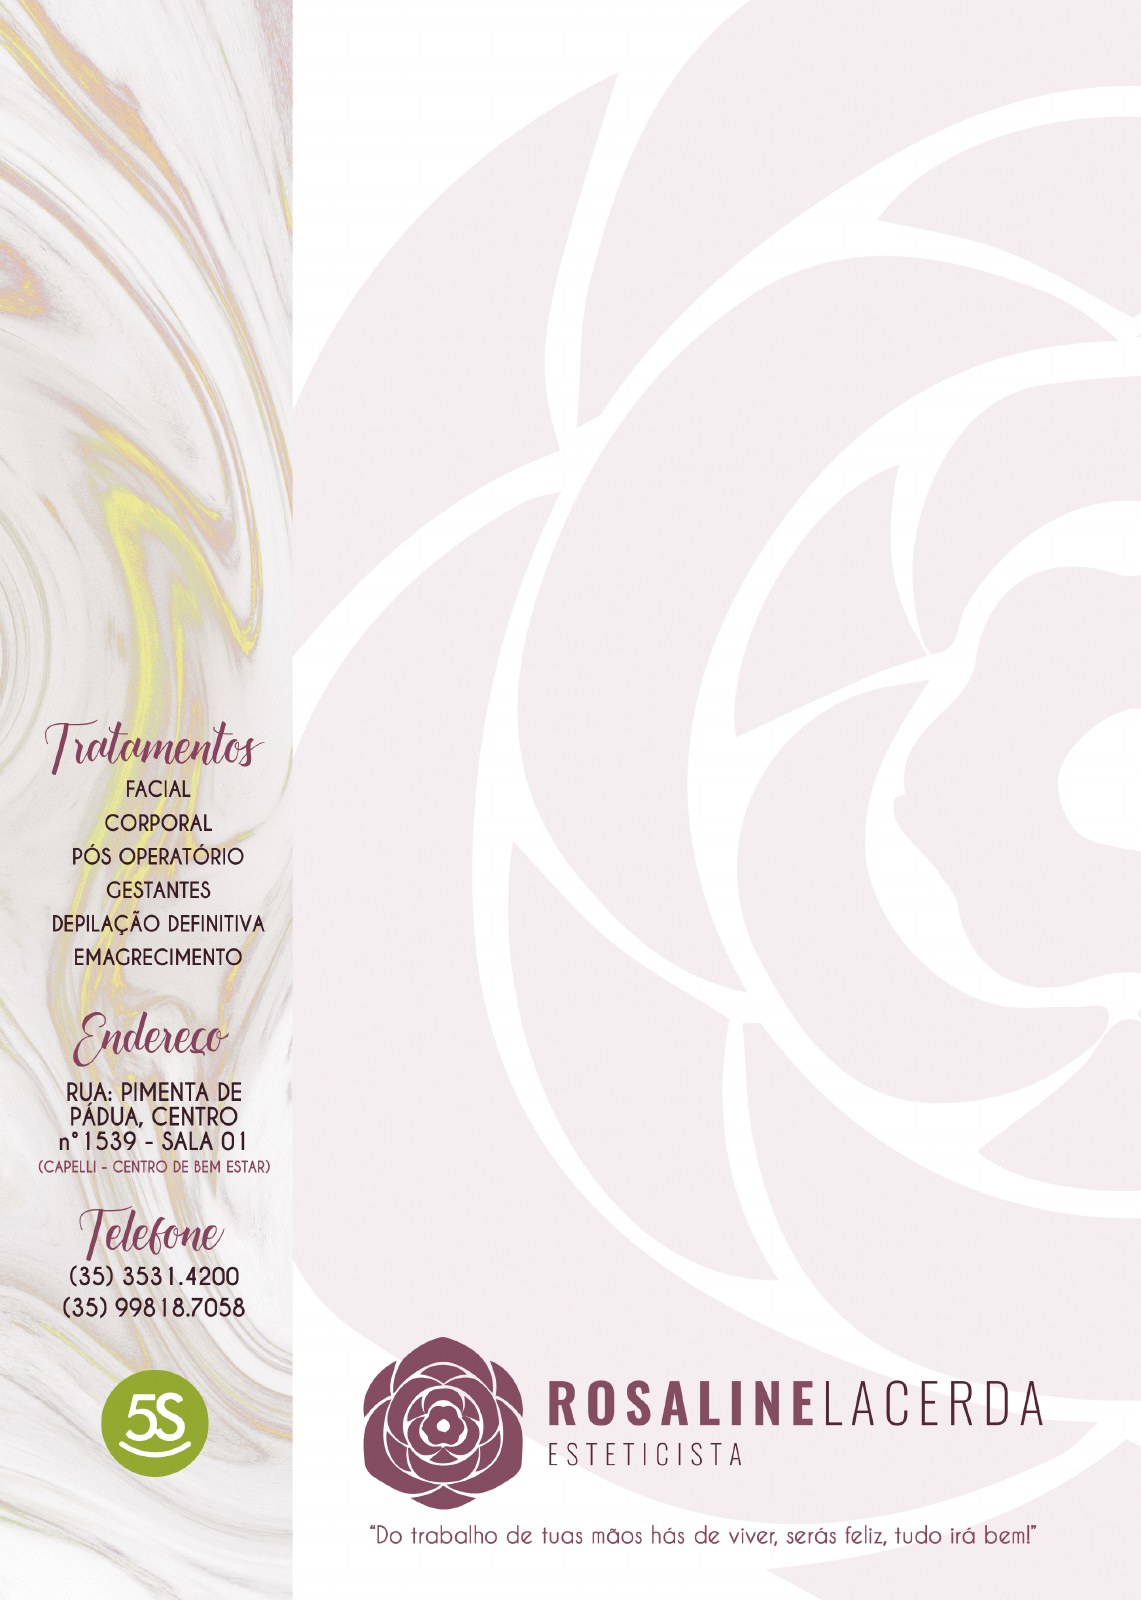 Tratamentos
FACIAL
CORPORAL
PÓS OPERATÓRIO
GESTANTES
DEPILAÇÃO DEFINITIVA
EMAGRECIMENTO
Endereço
RUA: PIMENTA DE
PÁDUA, CENTRO
n°1539 - SALA 01
(CAPELLI - CENTRO DE BEM ESTAR)
Telefone
(35) 3531.4200
(35) 99818.7058
5S
ROSALINELACERDA
ESTETICISTA
“Do trabalho de tuas mãos hás de viver, serás feliz, tudo irá bem!”